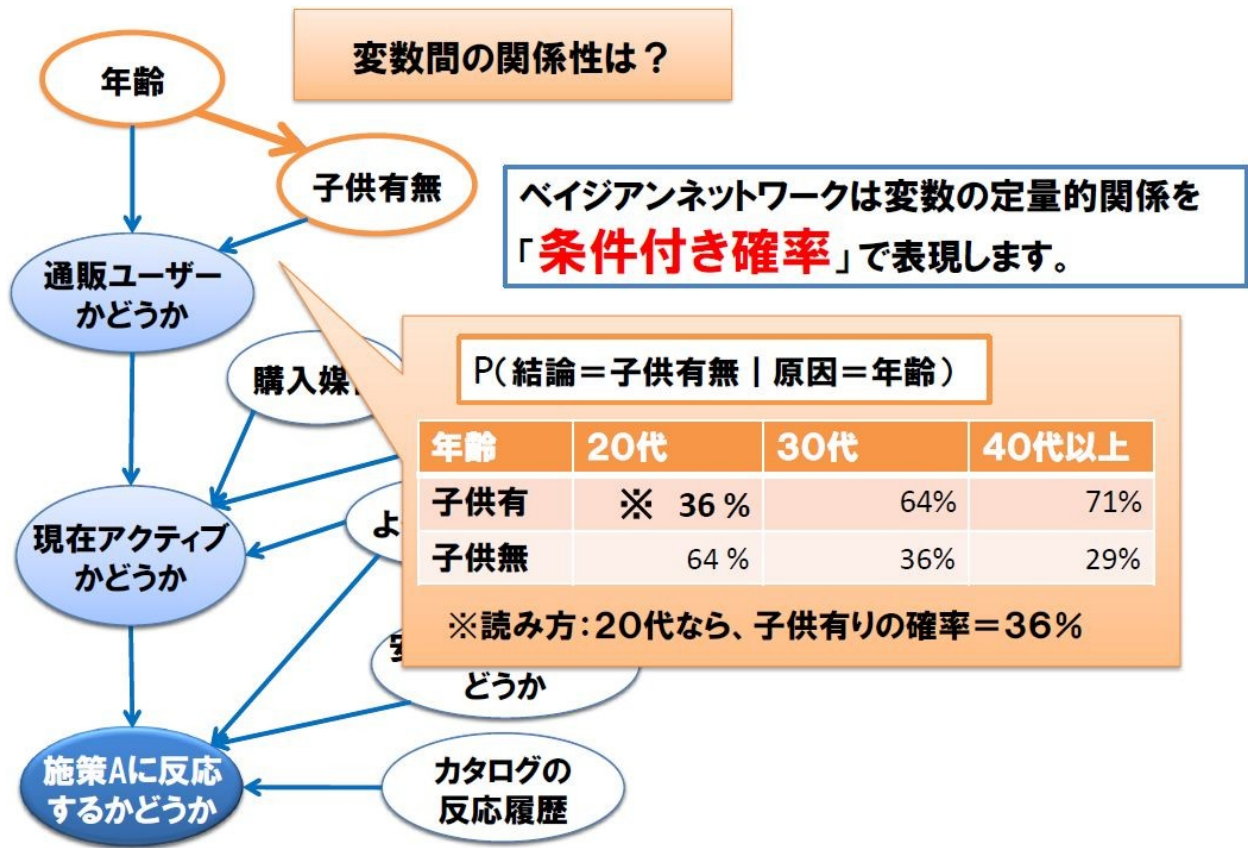 変数間の関係性は？
年齢
子供有無
ベイジアンネットワークは変数の定量的関係を
「条件付き確率」で表現します。
通販ユーザー
かどうか
購入媒
P(結論＝子供有無｜原因＝年齢)
年齢 20代 30代 40代以上
子供有 ※ 36 % 64% 71%
子供無 64 % 36% 29%
※読み方：20代なら、子供有りの確率＝36%
現在アクティブ
かどうか
よ
どうか
施策Aに反応
するかどうか
カタログの
反応履歴